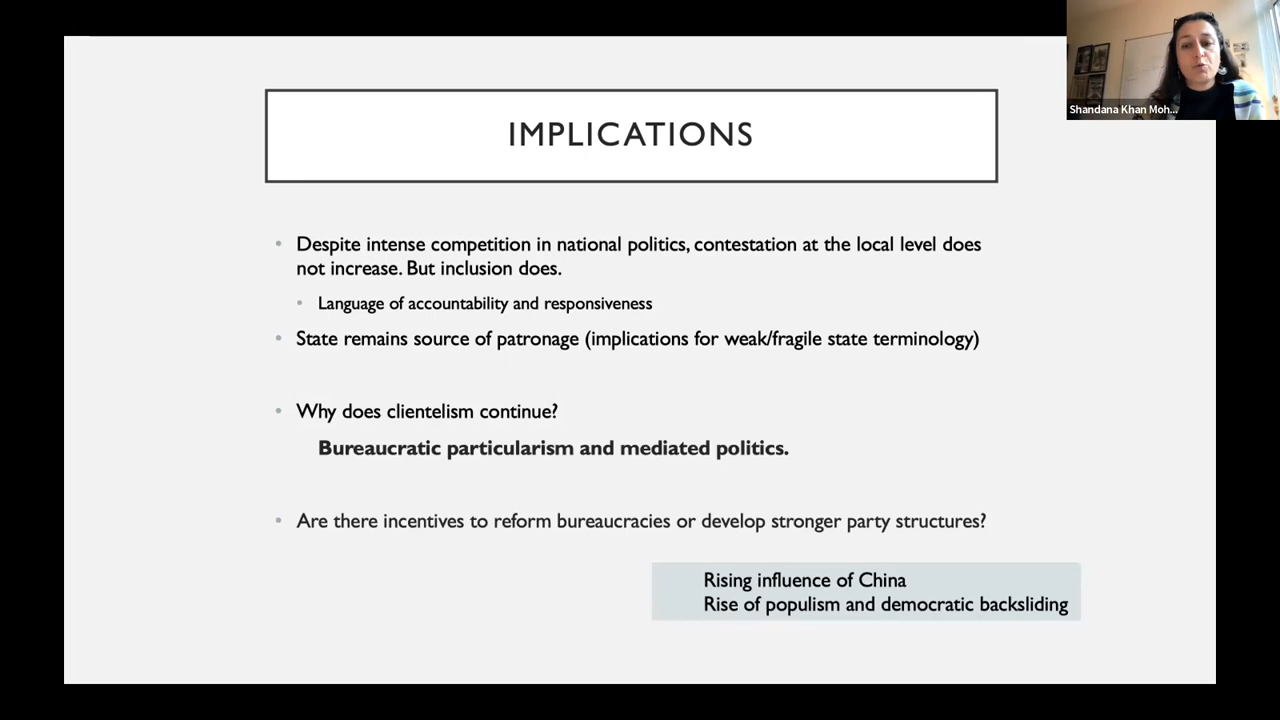 Shandana Khan Moh...
IMPLICATIONS
• Despite intense competition in national politics, contestation at the local level does
not increase. But inclusion does.
• Language of accountability and responsiveness
• State remains source of patronage (implications for weak/fragile state terminology)
• Why does clientelism continue?
Bureaucratic particularism and mediated politics.
• Are there incentives to reform bureaucracies or develop stronger party structures?
Rising influence of China
Rise of populism and democratic backsliding